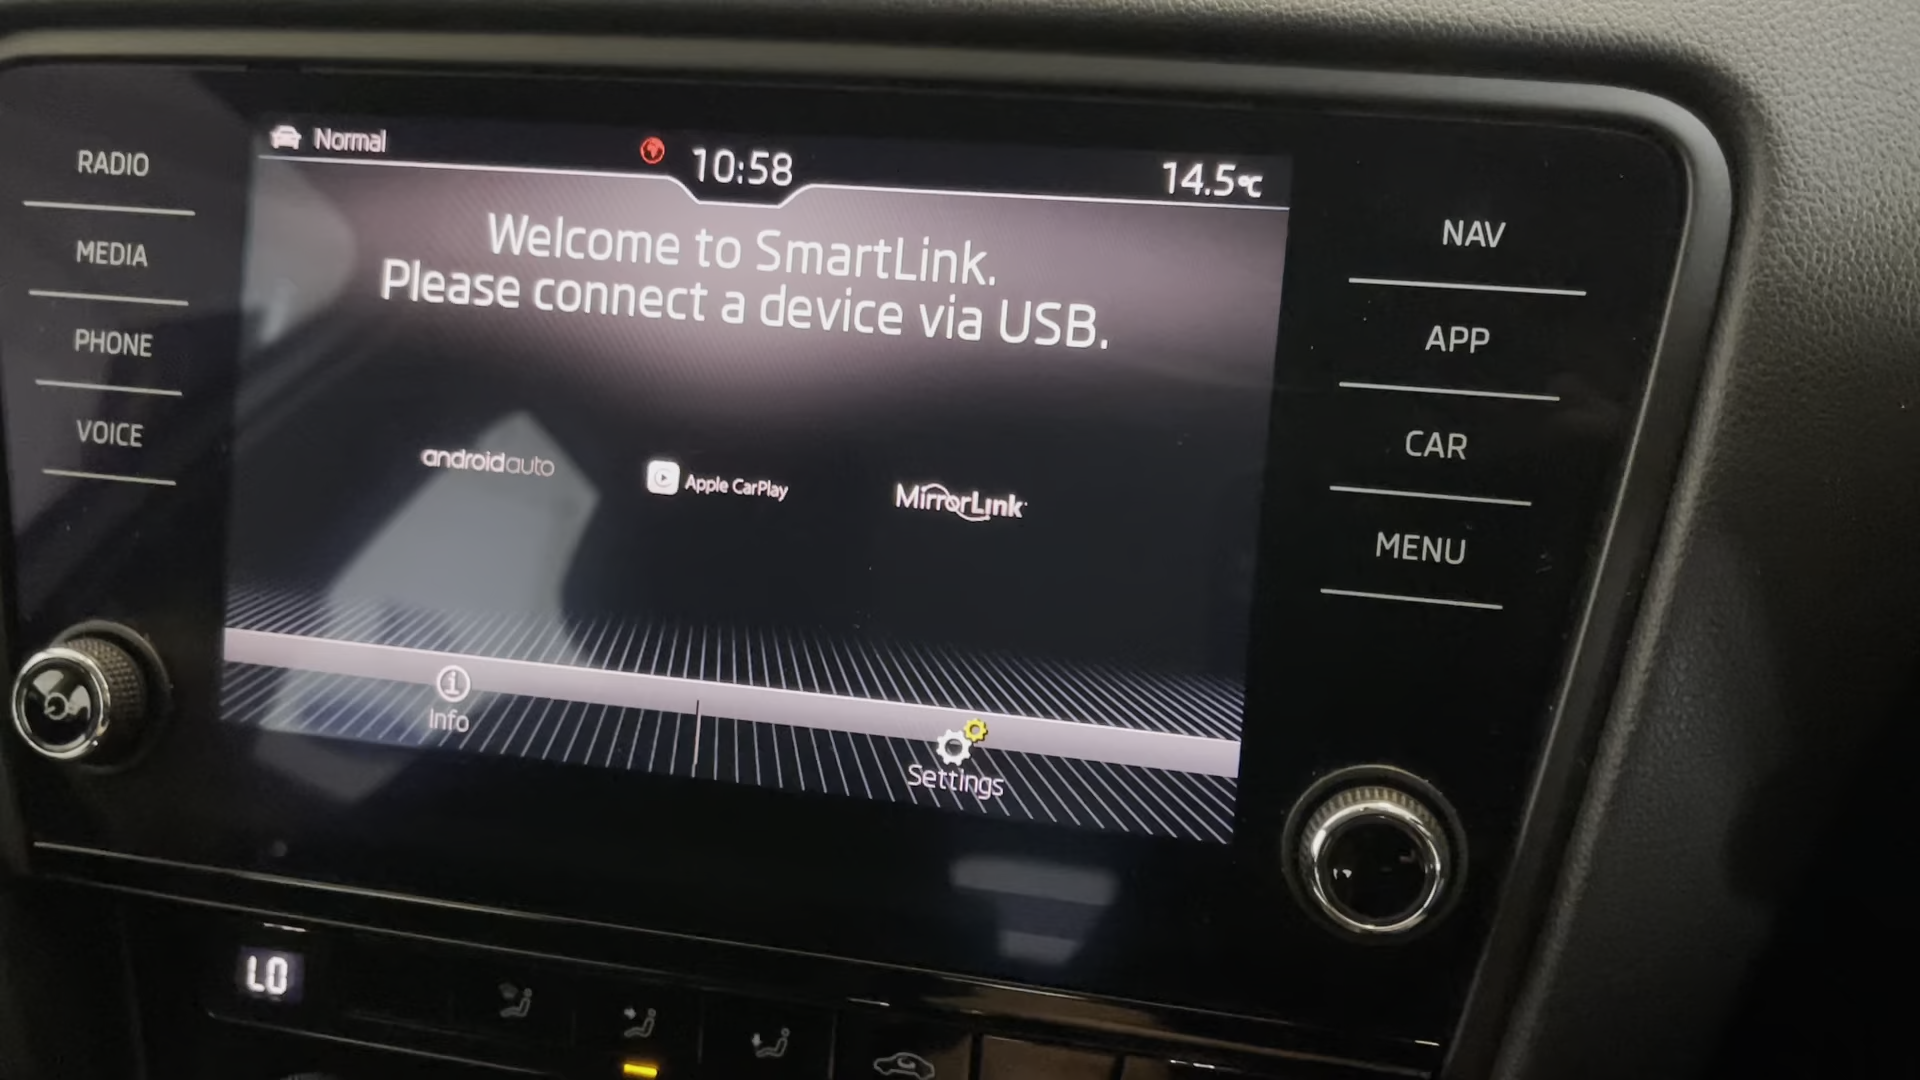 Normal
10:58
14.5°C
RADIO
MEDIA
PHONE
VOICE
Welcome to SmartLink.
Please connect a device via USB.
androidauto
Apple CarPlay
MirrorLink
Info
Settings
NAV
APP
CAR
MENU
LO